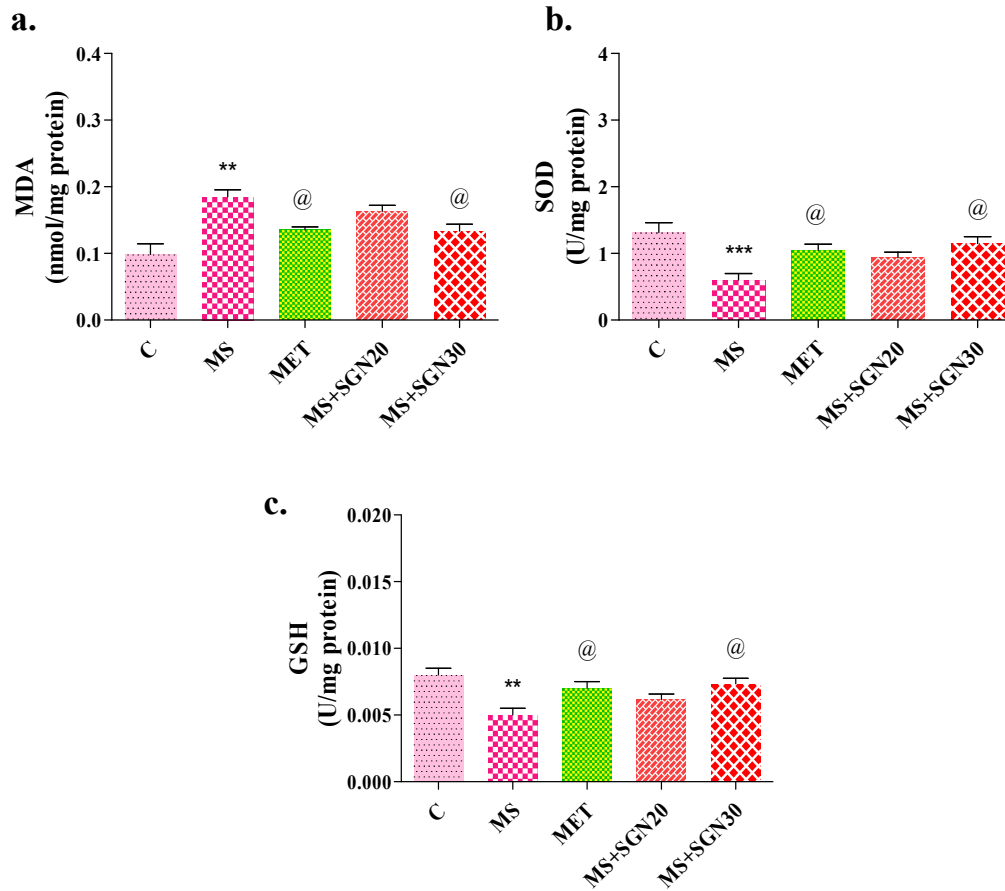 a.
MDA
(nmol/mg protein)
0.4
0.3
0.2
0.1
0.0
**
@
@
C
MS
MET
MS+SGN20
MS+SGN30
b.
SOD
(U/mg protein)
4
3
2
1
0
***
@
@
C
MS
MET
MS+SGN20
MS+SGN30
c.
GSH
(U/mg protein)
0.020
0.015
0.010
0.005
0.000
**
@
@
C
MS
MET
MS+SGN20
MS+SGN30